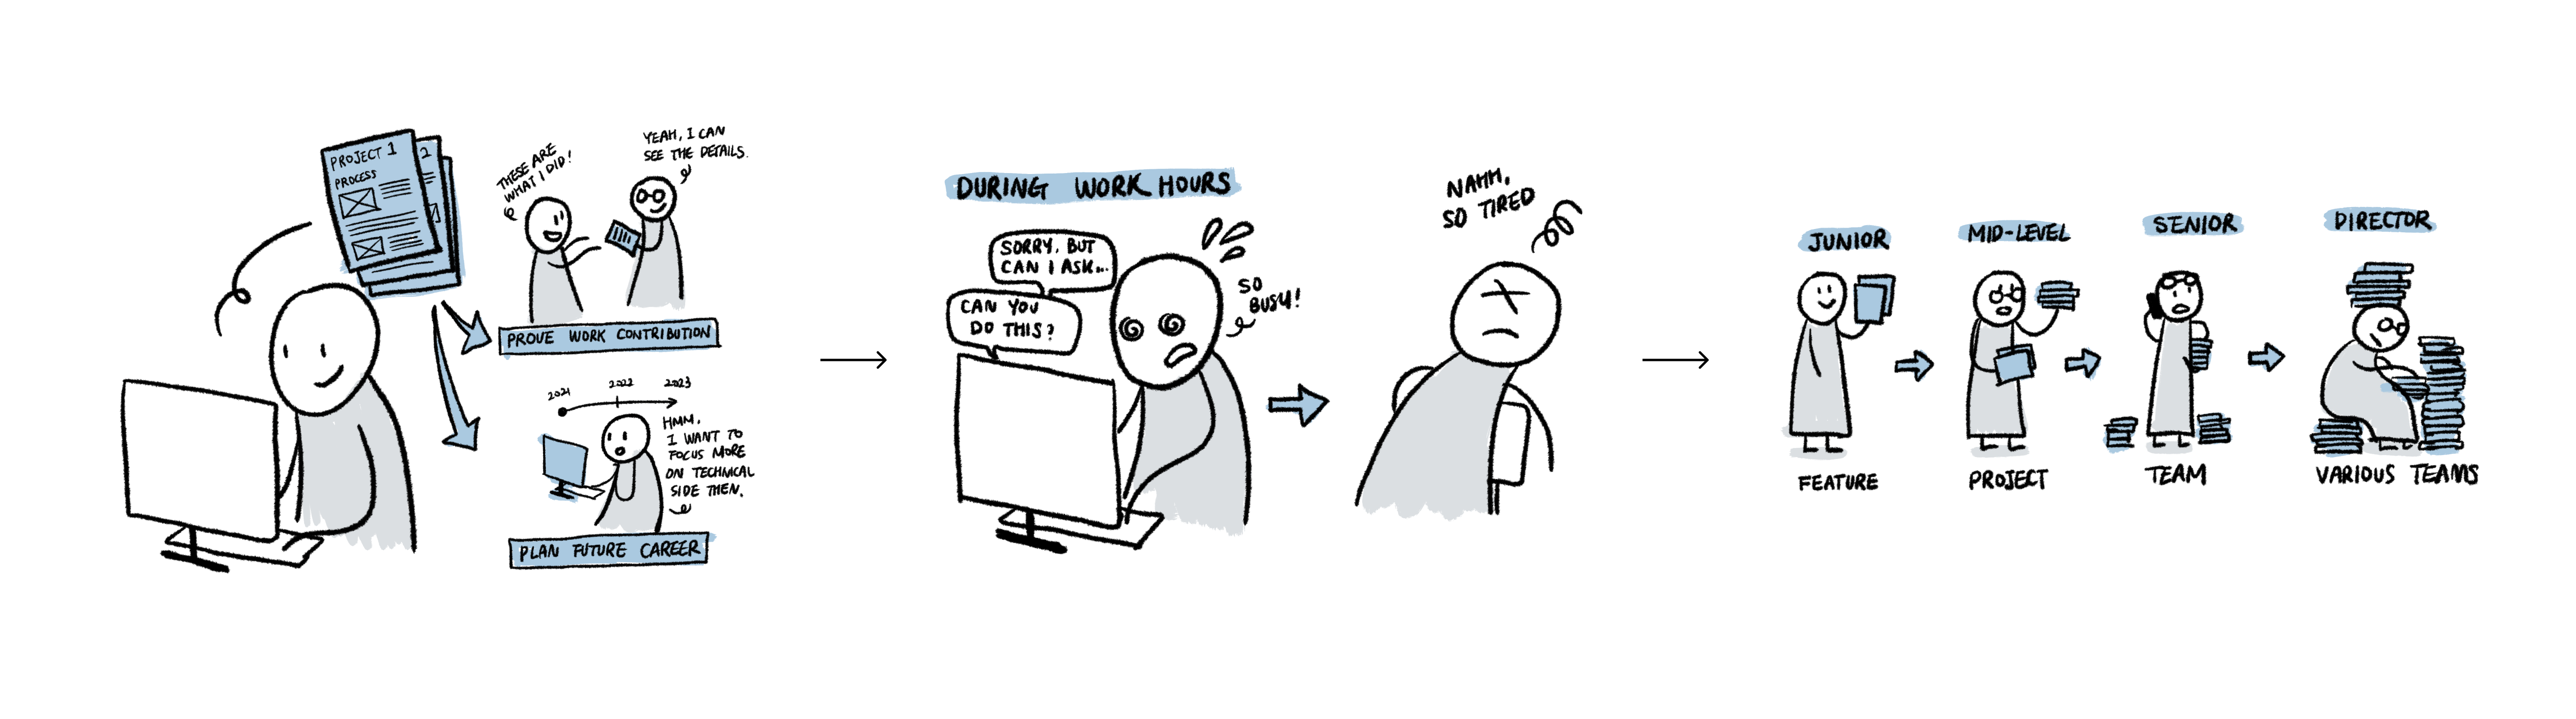 PROJECT 1
2
PROCESS
THESE ARE
WHAT I DID!
YEAH, I CAN
SEE THE DETAILS.
PROVE WORK CONTRIBUTION
2021
2022
2023
HMM,
I WANT TO
FOCUS MORE
ON TECHNICAL
SIDE THEN.
PLAN FUTURE CAREER
DURING WORK HOURS
SORRY, BUT
CAN I ASK...
CAN YOU
DO THIS?
SO
BUSY!
NAHH,
SO TIRED
JUNIOR
FEATURE
MID-LEVEL
PROJECT
SENIOR
TEAM
DIRECTOR
VARIOUS TEAMS